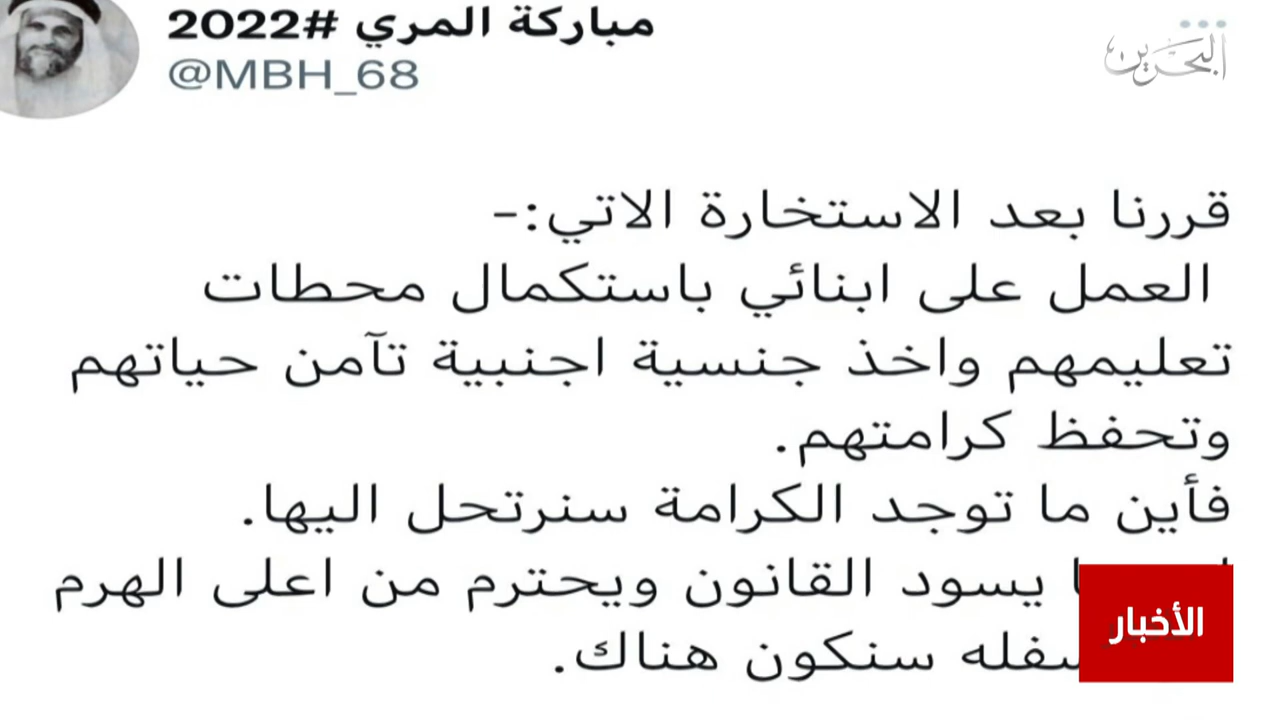 مباركة المري #2022
@MBH_68
البحرين
قررنا بعد الاستخارة الاتي:-
العمل على ابنائي باستكمال محطات
تعليمهم واخذ جنسية اجنبية تآمن حياتهم
وتحفظ كرامتهم.
فأين ما توجد الكرامة سنرتحل اليها.
يسود القانون ويحترم من اعلى الهرم
سنكون هناك.
الأخبار